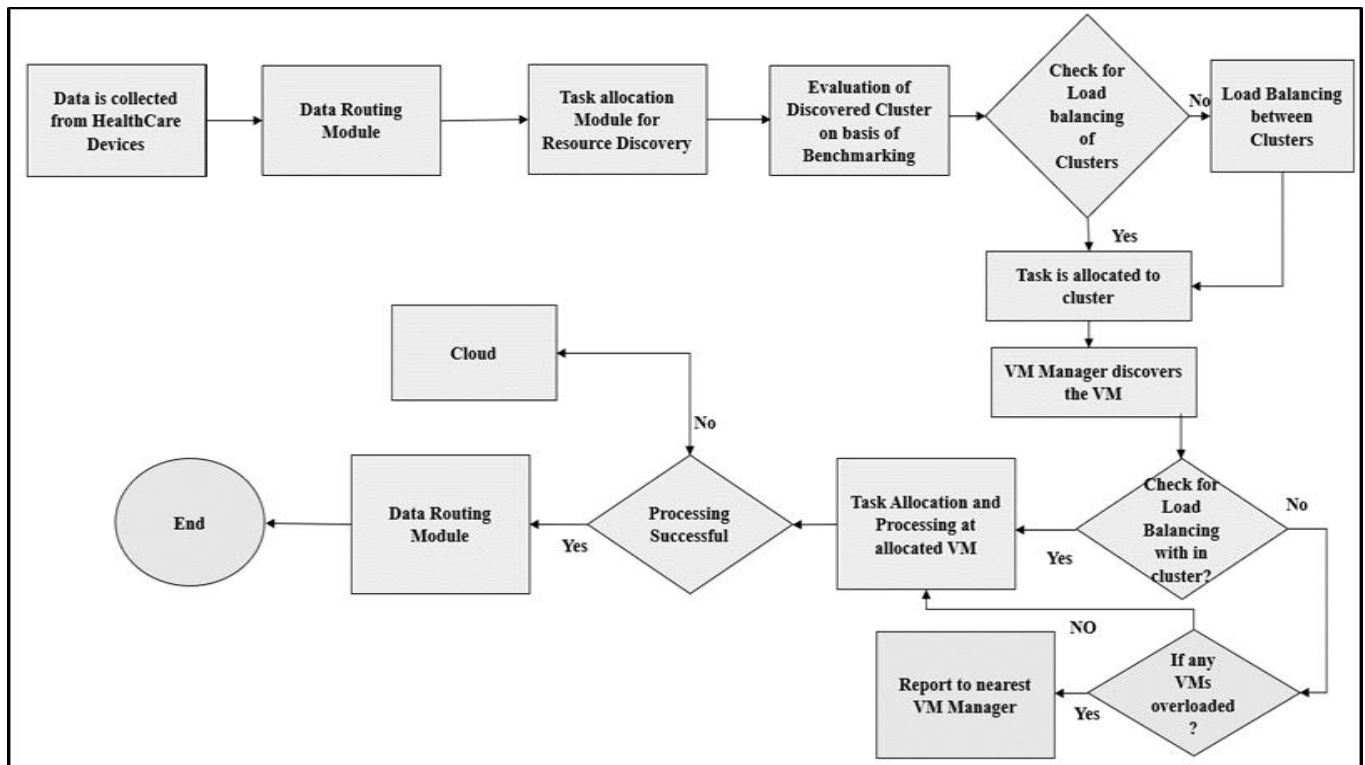 Data is collected
from HealthCare
Devices
Data Routing
Module
Task allocation
Module for
Resource Discovery
Evaluation of
Discovered Cluster
on basis of
Benchmarking
Check for
Load
balancing
of
Clusters
No
Load Balancing
between
Clusters
Yes
Task is allocated to
cluster
VM Manager discovers
the VM
Check for
Load
Balancing
with in
cluster?
No
Yes
If any
VMs
overloaded
?
NO
Yes
Report to nearest
VM Manager
Task Allocation and
Processing at
allocated VM
Processing
Successful
No
Cloud
Yes
Data Routing
Module
End